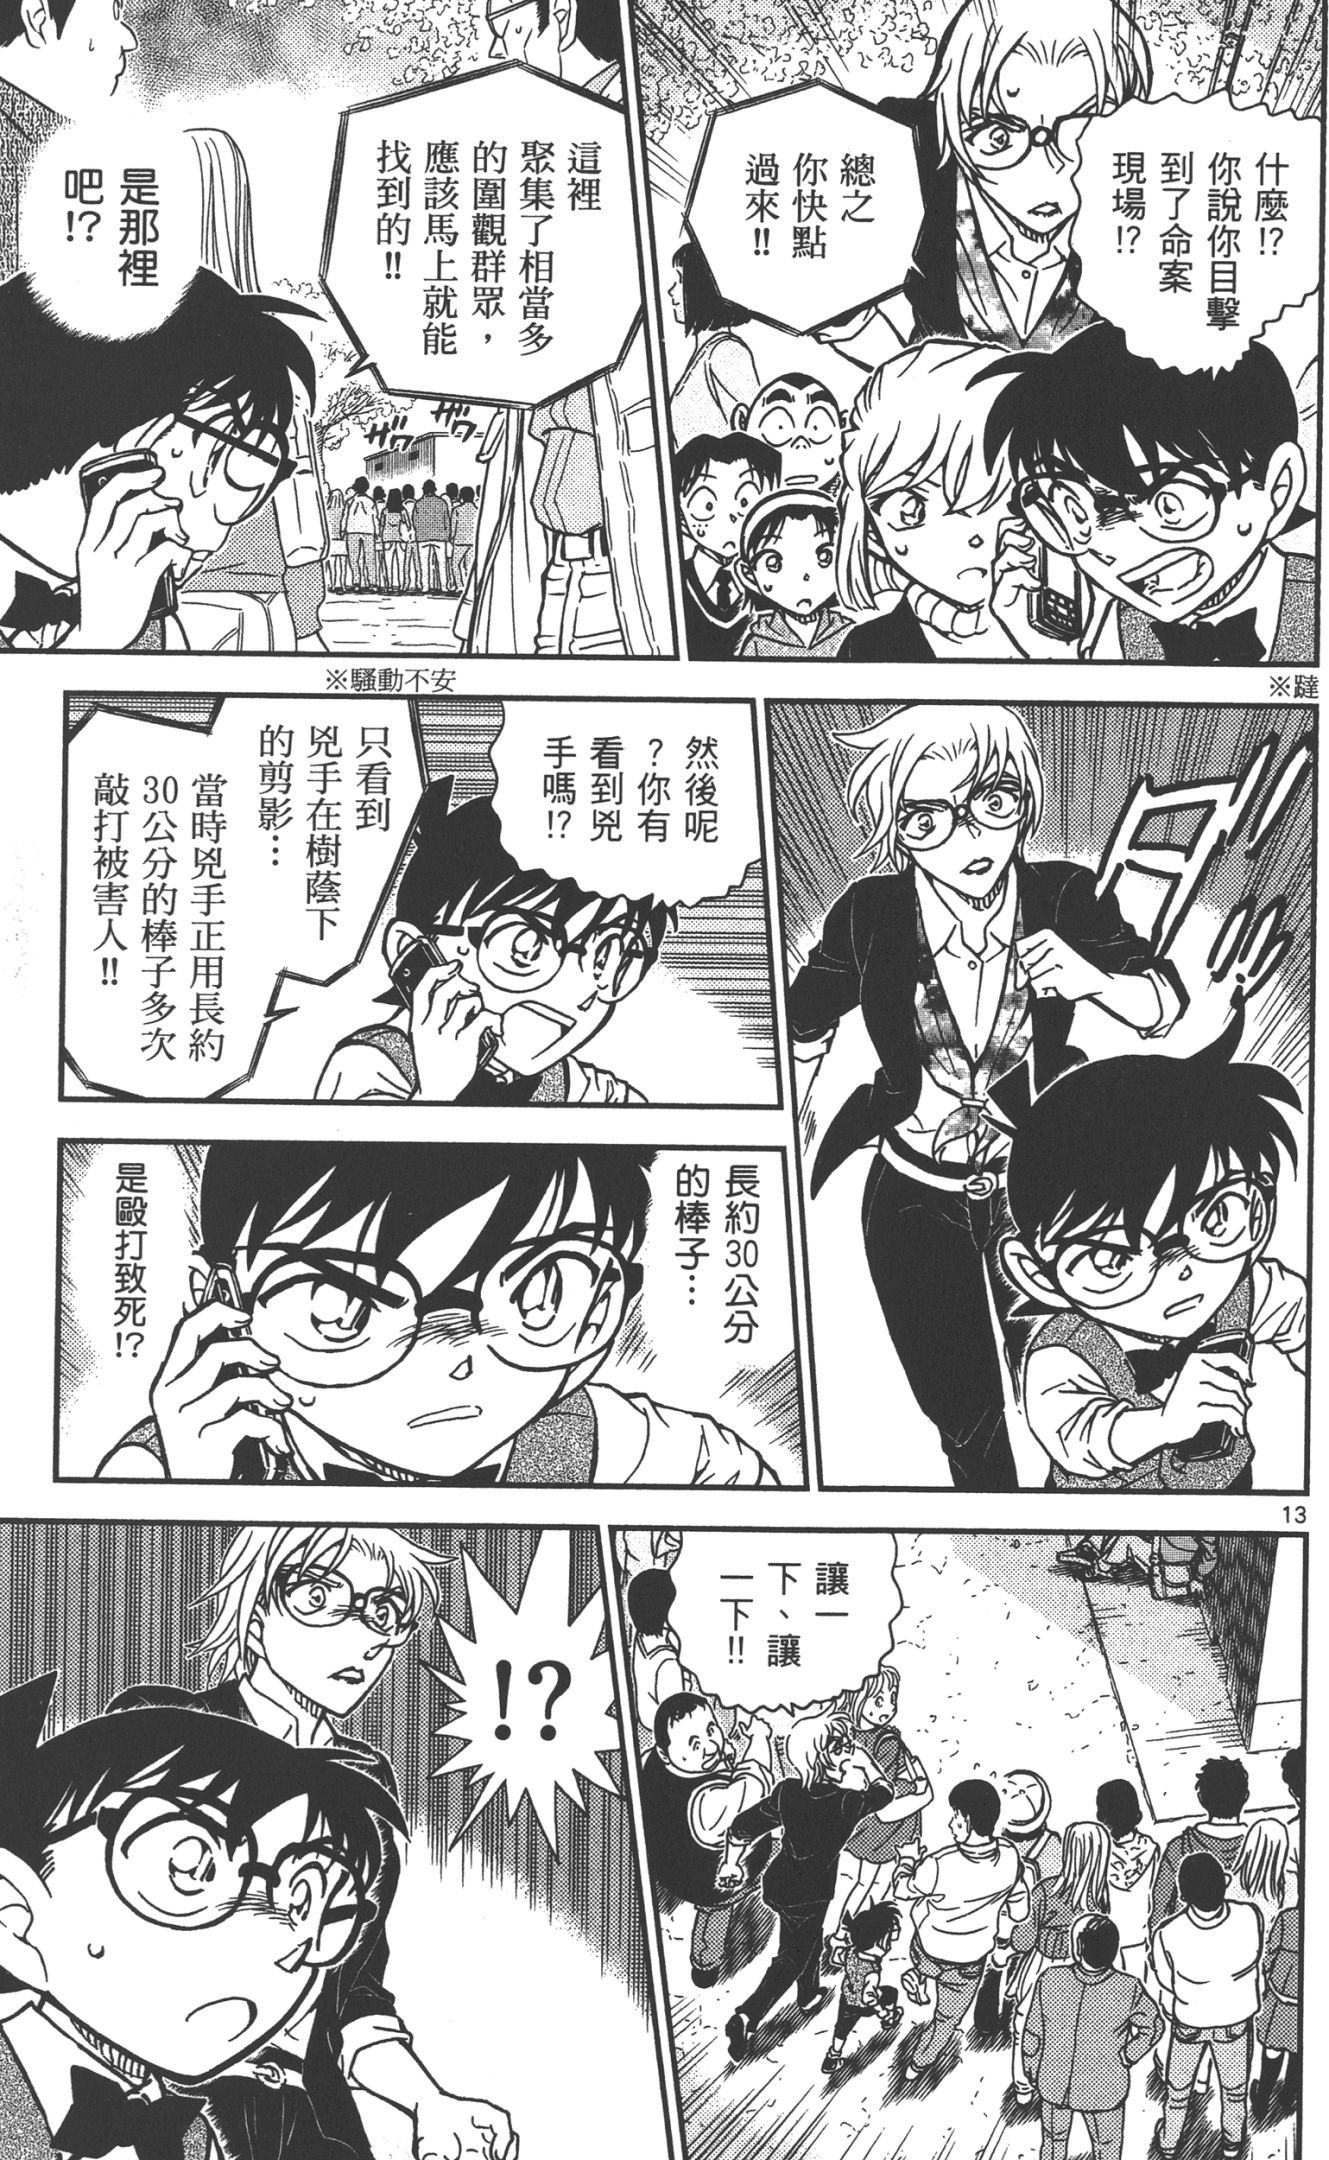 什麼!?
你說你目擊
到了命案
現場!?
總之
你快點
過來!!
這裡
聚集了相當多
的圍觀群眾，
應該馬上就能
找到的!!
是那裡
吧!?
ザワ
ザワ
※騷動不安
※躂
ダッ
然後呢
？你有
看到兇
手嗎!?
只看到
兇手在樹蔭下
的剪影…
當時兇手正用長約
30公分的棒子多次
敲打被害人!!
長約30公分
的棒子…
是毆打致死!?
13
讓一
下、讓
一下!!
!?